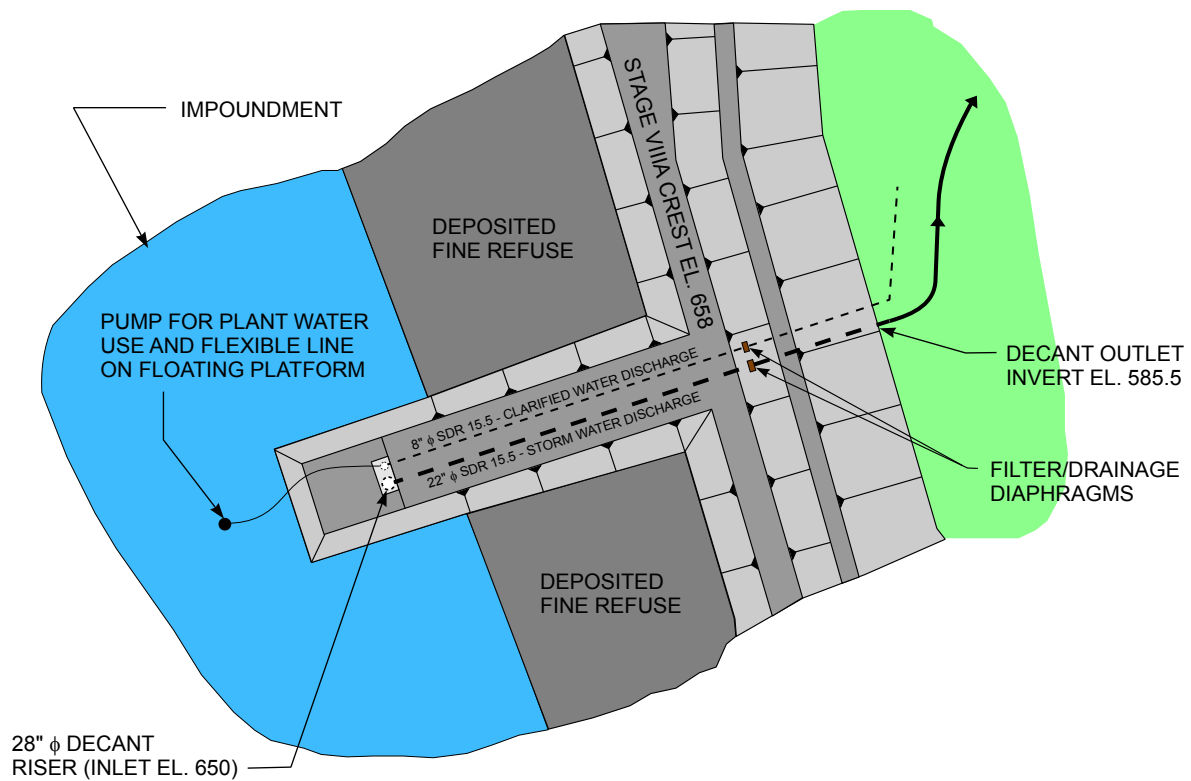 IMPOUNDMENT
STAGE VIIIA CREST EL. 658
DEPOSITED
FINE REFUSE
PUMP FOR PLANT WATER
USE AND FLEXIBLE LINE
ON FLOATING PLATFORM
8" ϕ SDR 15.5 - CLARIFIED WATER DISCHARGE
22" ϕ SDR 15.5 - STORM WATER DISCHARGE
DECANT OUTLET
INVERT EL. 585.5
FILTER/DRAINAGE
DIAPHRAGMS
DEPOSITED
FINE REFUSE
28" ϕ DECANT
RISER (INLET EL. 650)